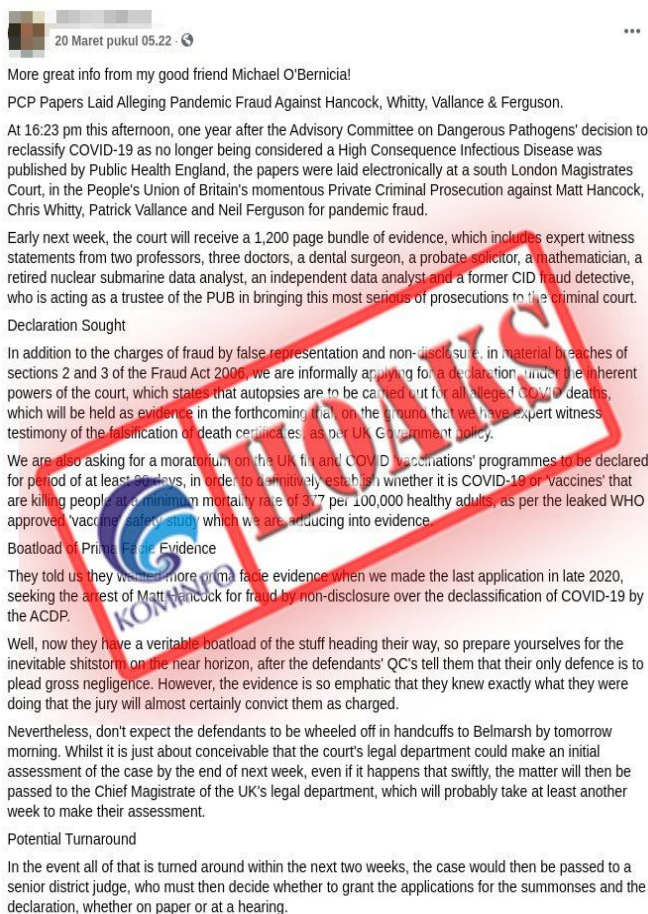 20 Maret pukul 05.22 ·
More great info from my good friend Michael O'Bernicia!
PCP Papers Laid Alleging Pandemic Fraud Against Hancock, Whitty, Vallance & Ferguson.
At 16:23 pm this afternoon, one year after the Advisory Committee on Dangerous Pathogens' decision to
reclassify COVID-19 as no longer being considered a High Consequence Infectious Disease was
published by Public Health England, the papers were laid electronically at a south London Magistrates
Court, in the People's Union of Britain's momentous Private Criminal Prosecution against Matt Hancock,
Chris Whitty, Patrick Vallance and Neil Ferguson for pandemic fraud.
Early next week, the court will receive a 1,200 page bundle of evidence, which includes expert witness
statements from two professors, three doctors, a dental surgeon, a probate solicitor, a mathematician, a
retired nuclear submarine data analyst, an independent data analyst and a former CID fraud detective,
who is acting as a trustee of the PUB in bringing this most serious of prosecutions to the criminal court.
Declaration Sought
In addition to the charges of fraud by false representation and non-disclosure, in material breaches of
sections 2 and 3 of the Fraud Act 2006, we are informally applying for a declaration, under the inherent
powers of the court, which states that autopsies are to be carried out for all alleged COVID deaths,
which will be held as evidence in the forthcoming trial, on the ground that we have expert witness
testimony of the falsification of death certificates, as per UK Government policy.
We are also asking for a moratorium on the UK flu and COVID 'vaccinations' programmes to be declared
for period of at least 90 days, in order to definitively establish whether it is COVID-19 or 'vaccines' that
are killing people at a minimum mortality rate of 377 per 100,000 healthy adults, as per the leaked WHO
approved 'vaccine' safety study which we are adducing into evidence.
Boatload of Prima Facie Evidence
They told us they wanted more prima facie evidence when we made the last application in late 2020,
seeking the arrest of Matt Hancock for fraud by non-disclosure over the declassification of COVID-19 by
the ACDP.
Well, now they have a veritable boatload of the stuff heading their way, so prepare yourselves for the
inevitable shitstorm on the near horizon, after the defendants' QC's tell them that their only defence is to
plead gross negligence. However, the evidence is so emphatic that they knew exactly what they were
doing that the jury will almost certainly convict them as charged.
Nevertheless, don't expect the defendants to be wheeled off in handcuffs to Belmarsh by tomorrow
morning. Whilst it is just about conceivable that the court's legal department could make an initial
assessment of the case by the end of next week, even if it happens that swiftly, the matter will then be
passed to the Chief Magistrate of the UK's legal department, which will probably take at least another
week to make their assessment.
Potential Turnaround
In the event all of that is turned around within the next two weeks, the case would then be passed to a
senior district judge, who must then decide whether to grant the applications for the summonses and the
declaration, whether on paper or at a hearing.
HOAKS
KOMINFO